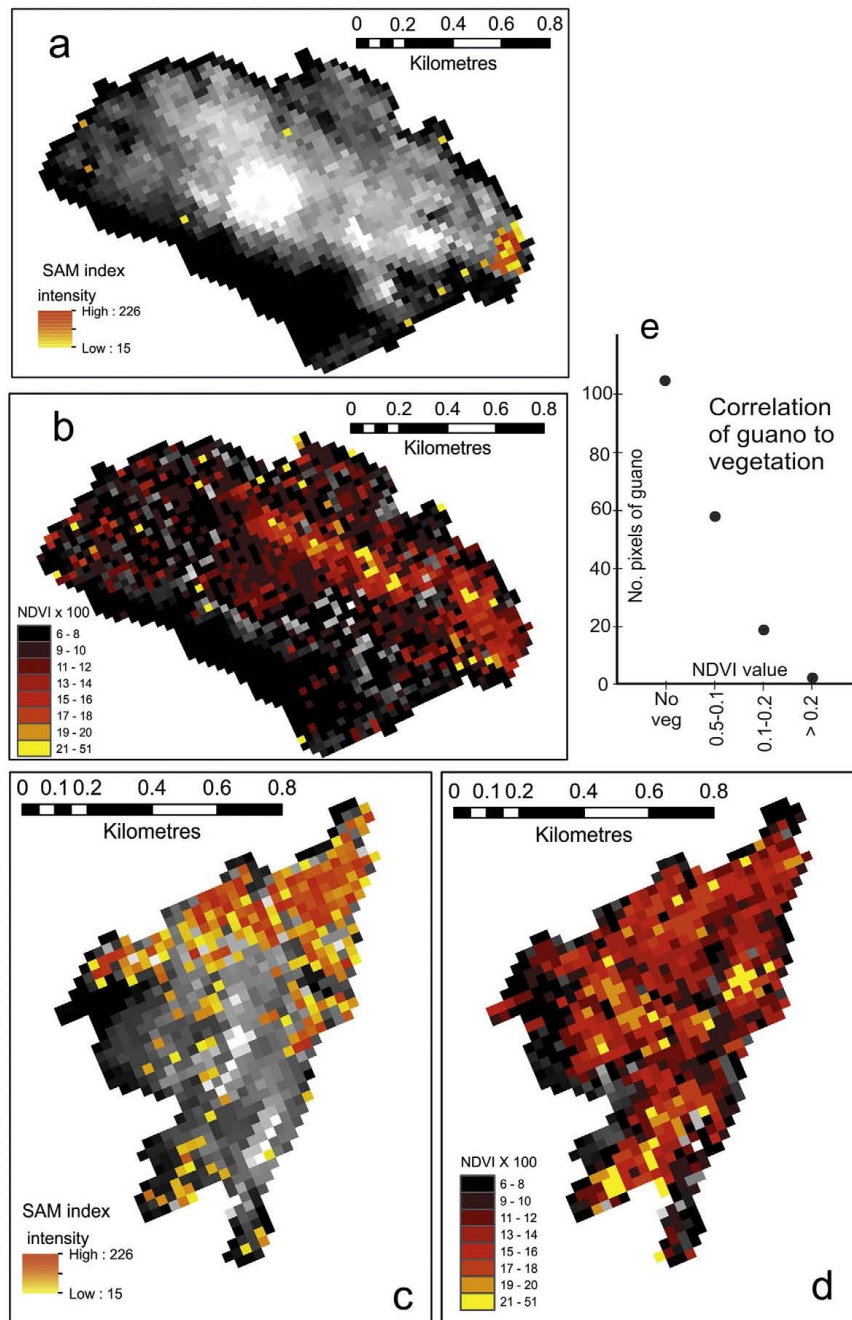 a
0 0.2 0.4 0.8
Kilometres
SAM index
intensity
High : 226
Low : 15
b
0 0.2 0.4 0.6 0.8
Kilometres
NDVI x 100
6 - 8
9 - 10
11 - 12
13 - 14
15 - 16
17 - 18
19 - 20
21 - 51
e
Correlation
of guano to
vegetation
No. pixels of guano
100
80
60
40
20
0
NDVI value
No
veg
0.5-0.1
0.1-0.2
> 0.2
0 0.1 0.2 0.4 0.6 0.8
Kilometres
SAM index
intensity
High : 226
Low : 15
c
0 0.1 0.2 0.4 0.6 0.8
Kilometres
NDVI X 100
6 - 8
9 - 10
11 - 12
13 - 14
15 - 16
17 - 18
19 - 20
21 - 51
d